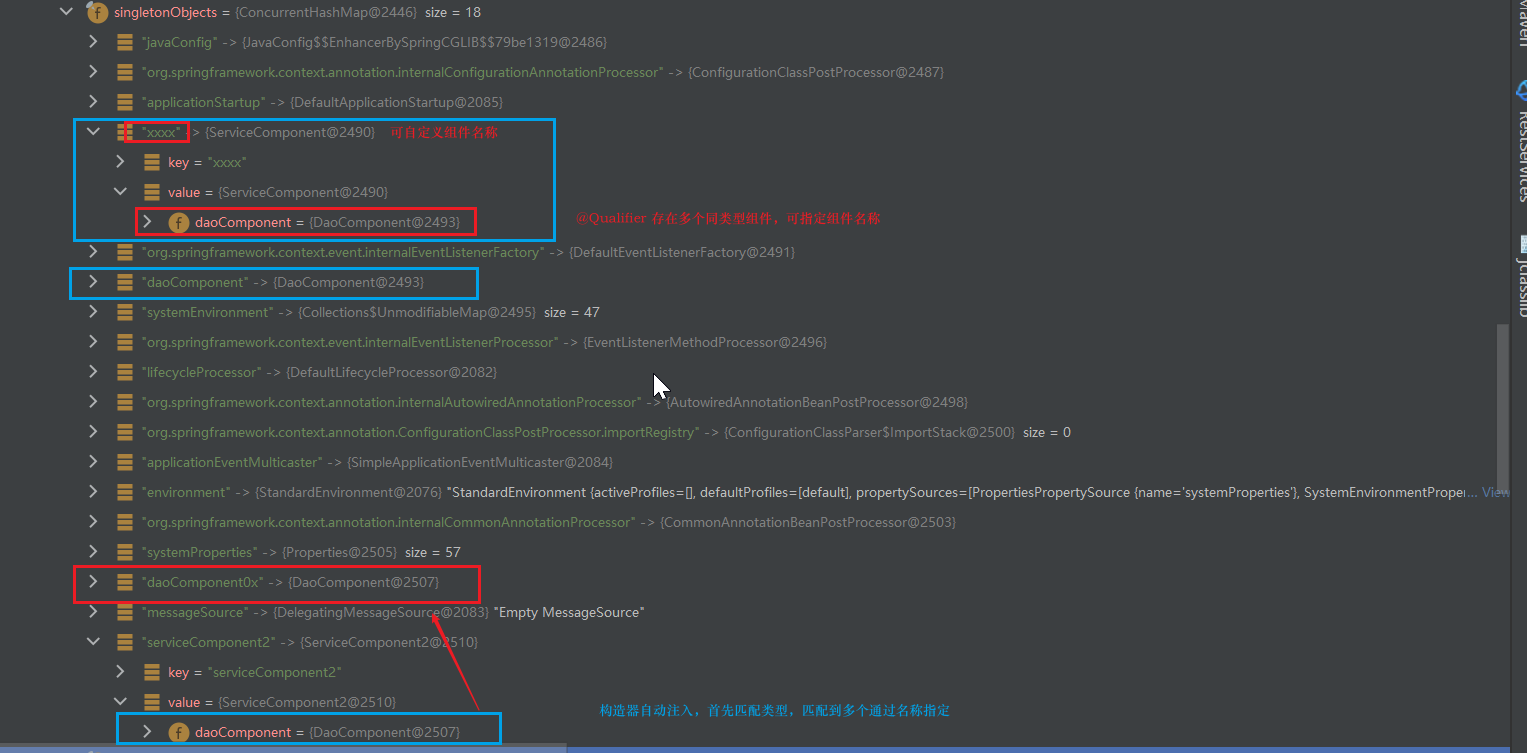 singletonObjects = {ConcurrentHashMap@2446} size = 18
"javaConfig" -> {JavaConfig$$EnhancerBySpringCGLIB$$79be1319@2486}
"org.springframework.context.annotation.internalConfigurationAnnotationProcessor" -> {ConfigurationClassPostProcessor@2487}
"applicationStartup" -> {DefaultApplicationStartup@2085}
"xxxx" -> {ServiceComponent@2490} 可自定义组件名称
key = "xxxx"
value = {ServiceComponent@2490}
daoComponent = {DaoComponent@2493}
@Qualifier 存在多个同类型组件，可指定组件名称
"org.springframework.context.event.internalEventListenerFactory" -> {DefaultEventListenerFactory@2491}
"daoComponent" -> {DaoComponent@2493}
"systemEnvironment" -> {Collections$UnmodifiableMap@2495} size = 47
"org.springframework.context.event.internalEventListenerProcessor" -> {EventListenerMethodProcessor@2496}
"lifecycleProcessor" -> {DefaultLifecycleProcessor@2082}
"org.springframework.context.annotation.internalAutowiredAnnotationProcessor" -> {AutowiredAnnotationBeanPostProcessor@2498}
"org.springframework.context.annotation.ConfigurationClassPostProcessor.importRegistry" -> {ConfigurationClassParser$ImportStack@2500} size = 0
"applicationEventMulticaster" -> {SimpleApplicationEventMulticaster@2084}
"environment" -> {StandardEnvironment@2076} "StandardEnvironment {activeProfiles=[], defaultProfiles=[default], propertySources=[PropertiesPropertySource {name='systemProperties'}, SystemEnvironmentProper... View
"org.springframework.context.annotation.internalCommonAnnotationProcessor" -> {CommonAnnotationBeanPostProcessor@2503}
"systemProperties" -> {Properties@2505} size = 57
"daoComponent0x" -> {DaoComponent@2507}
"messageSource" -> {DelegatingMessageSource@2083} "Empty MessageSource"
"serviceComponent2" -> {ServiceComponent2@2510}
key = "serviceComponent2"
value = {ServiceComponent2@2510}
构造器自动注入，首先匹配类型，匹配到多个通过名称指定
daoComponent = {DaoComponent@2507}
Maven
RestServices
jclasslib